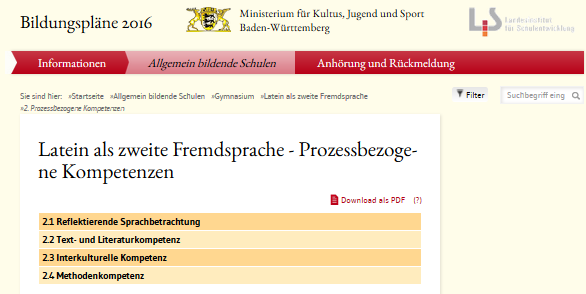 Bildungspläne 2016
Ministerium für Kultus, Jugend und Sport
Baden-Württemberg
LS
Landesinstitut
für Schulentwicklung
Informationen
Allgemein bildende Schulen
Anhörung und Rückmeldung
Sie sind hier: »Startseite »Allgemein bildende Schulen »Gymnasium »Latein als zweite Fremdsprache
»2. Prozessbezogene Kompetenzen
Filter
Suchbegriff eing
Latein als zweite Fremdsprache - Prozessbezoge-
ne Kompetenzen
Download als PDF (?)
2.1 Reflektierende Sprachbetrachtung
2.2 Text- und Literaturkompetenz
2.3 Interkulturelle Kompetenz
2.4 Methodenkompetenz